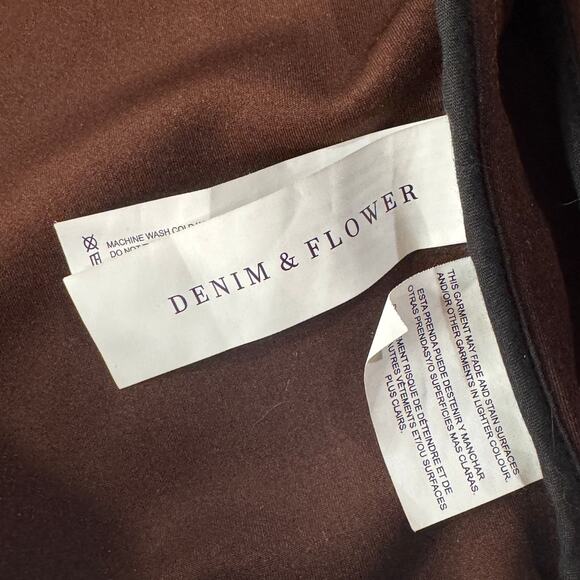 MACHINE WASH COLD
DO NOT
DENIM & FLOWER
THIS GARMENT MAY FADE AND STAIN SURFACES
AND/OR OTHER GARMENTS IN LIGHTER COLOUR.
ESTA PRENDA PUEDE DESTENIR Y MANCHAR
OTRAS PRENDASY/O SUPERFICIES MAS CLARAS.
MENT RISQUE DE DÉTEINDRE ET DE
AUTRES VÊTEMENTS ET/OU SURFACES
PLUS CLAIRS.